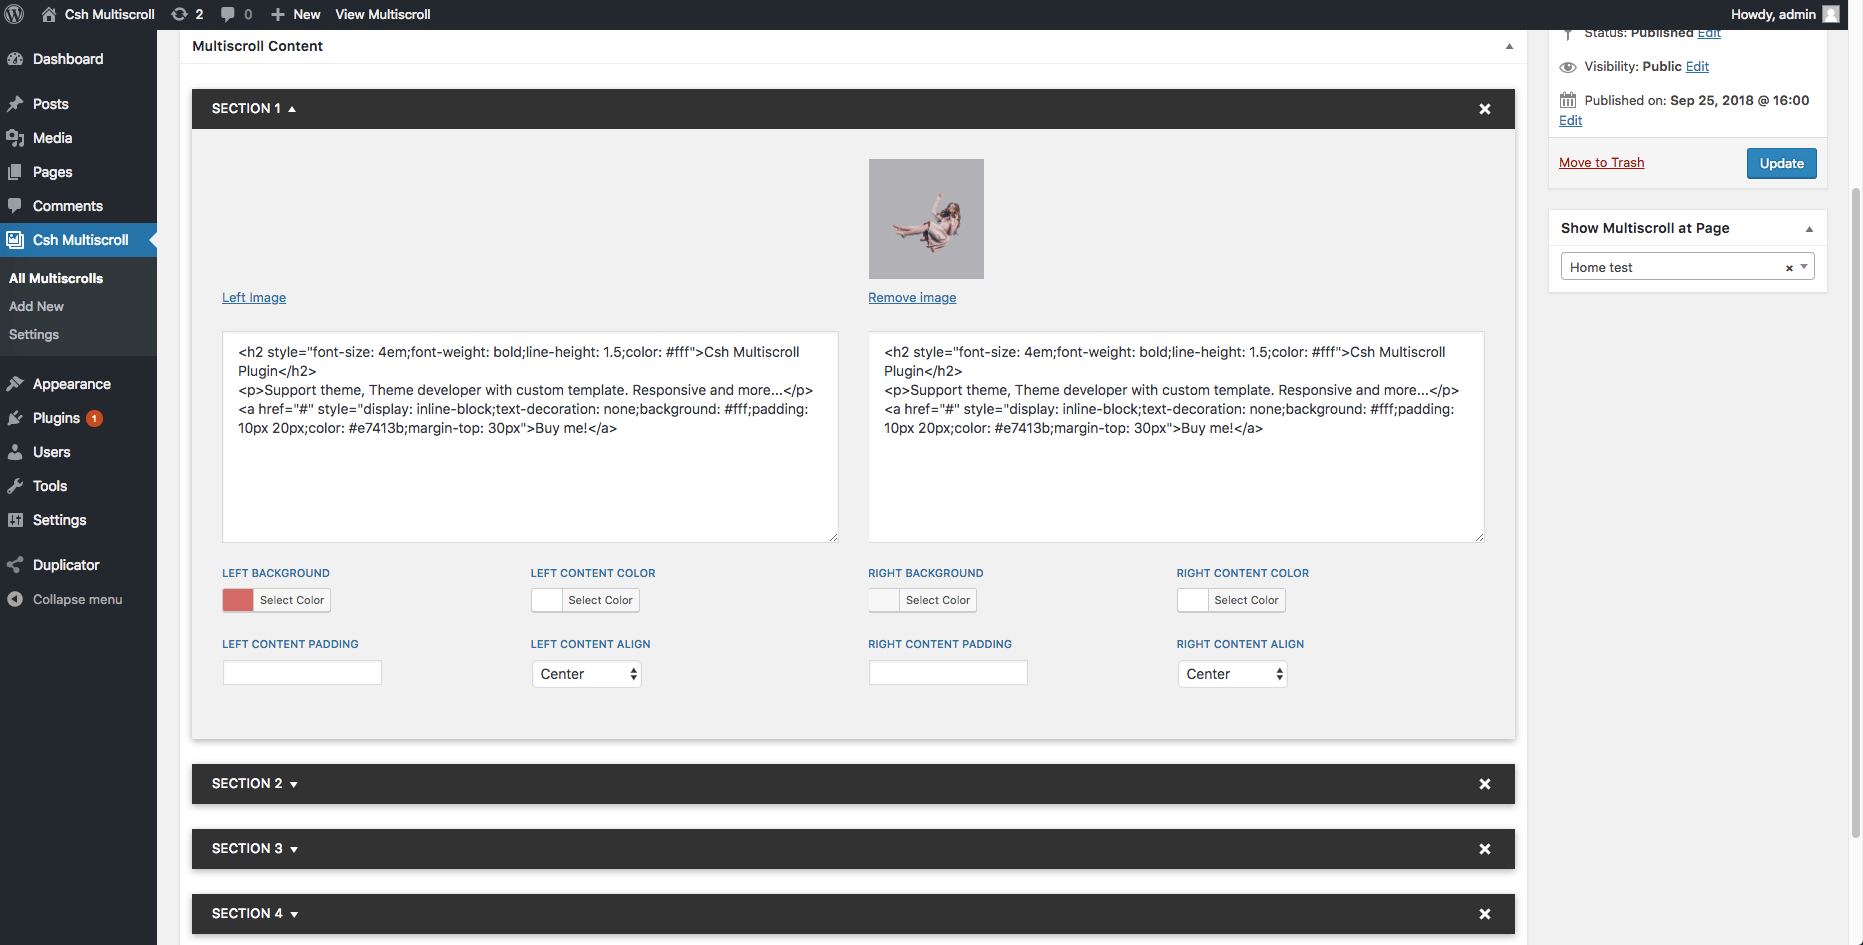 Csh Multiscroll 2 0 New View Multiscroll Howdy, admin
Dashboard
Posts
Media
Pages
Comments
Csh Multiscroll
All Multiscrolls
Add New
Settings
Appearance
Plugins 1
Users
Tools
Settings
Duplicator
Collapse menu
Multiscroll Content
SECTION 1
Left Image
Remove image
<h2 style="font-size: 4em;font-weight: bold;line-height: 1.5;color: #fff">Csh Multiscroll
Plugin</h2>
<p>Support theme, Theme developer with custom template. Responsive and more...</p>
<a href="#" style="display: inline-block;text-decoration: none;background: #fff;padding:
10px 20px;color: #e7413b;margin-top: 30px">Buy me!</a>
<h2 style="font-size: 4em;font-weight: bold;line-height: 1.5;color: #fff">Csh Multiscroll
Plugin</h2>
<p>Support theme, Theme developer with custom template. Responsive and more...</p>
<a href="#" style="display: inline-block;text-decoration: none;background: #fff;padding:
10px 20px;color: #e7413b;margin-top: 30px">Buy me!</a>
LEFT BACKGROUND LEFT CONTENT COLOR RIGHT BACKGROUND RIGHT CONTENT COLOR
Select Color Select Color Select Color Select Color
LEFT CONTENT PADDING LEFT CONTENT ALIGN RIGHT CONTENT PADDING RIGHT CONTENT ALIGN
Center Center
SECTION 2
SECTION 3
SECTION 4
Status: Published Edit
Visibility: Public Edit
Published on: Sep 25, 2018 @ 16:00
Edit
Move to Trash Update
Show Multiscroll at Page
Home test ×